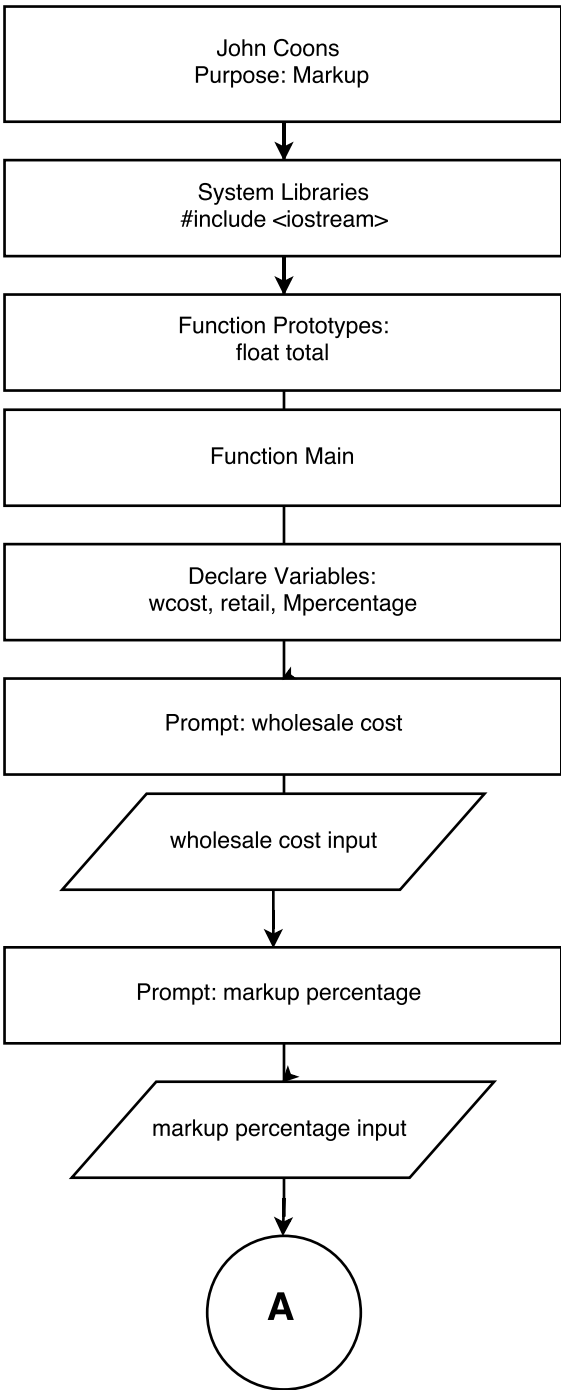 John Coons
Purpose: Markup
System Libraries
#include <iostream>
Function Prototypes:
float total
Function Main
Declare Variables:
wcost, retail, Mpercentage
Prompt: wholesale cost
wholesale cost input
Prompt: markup percentage
markup percentage input
A